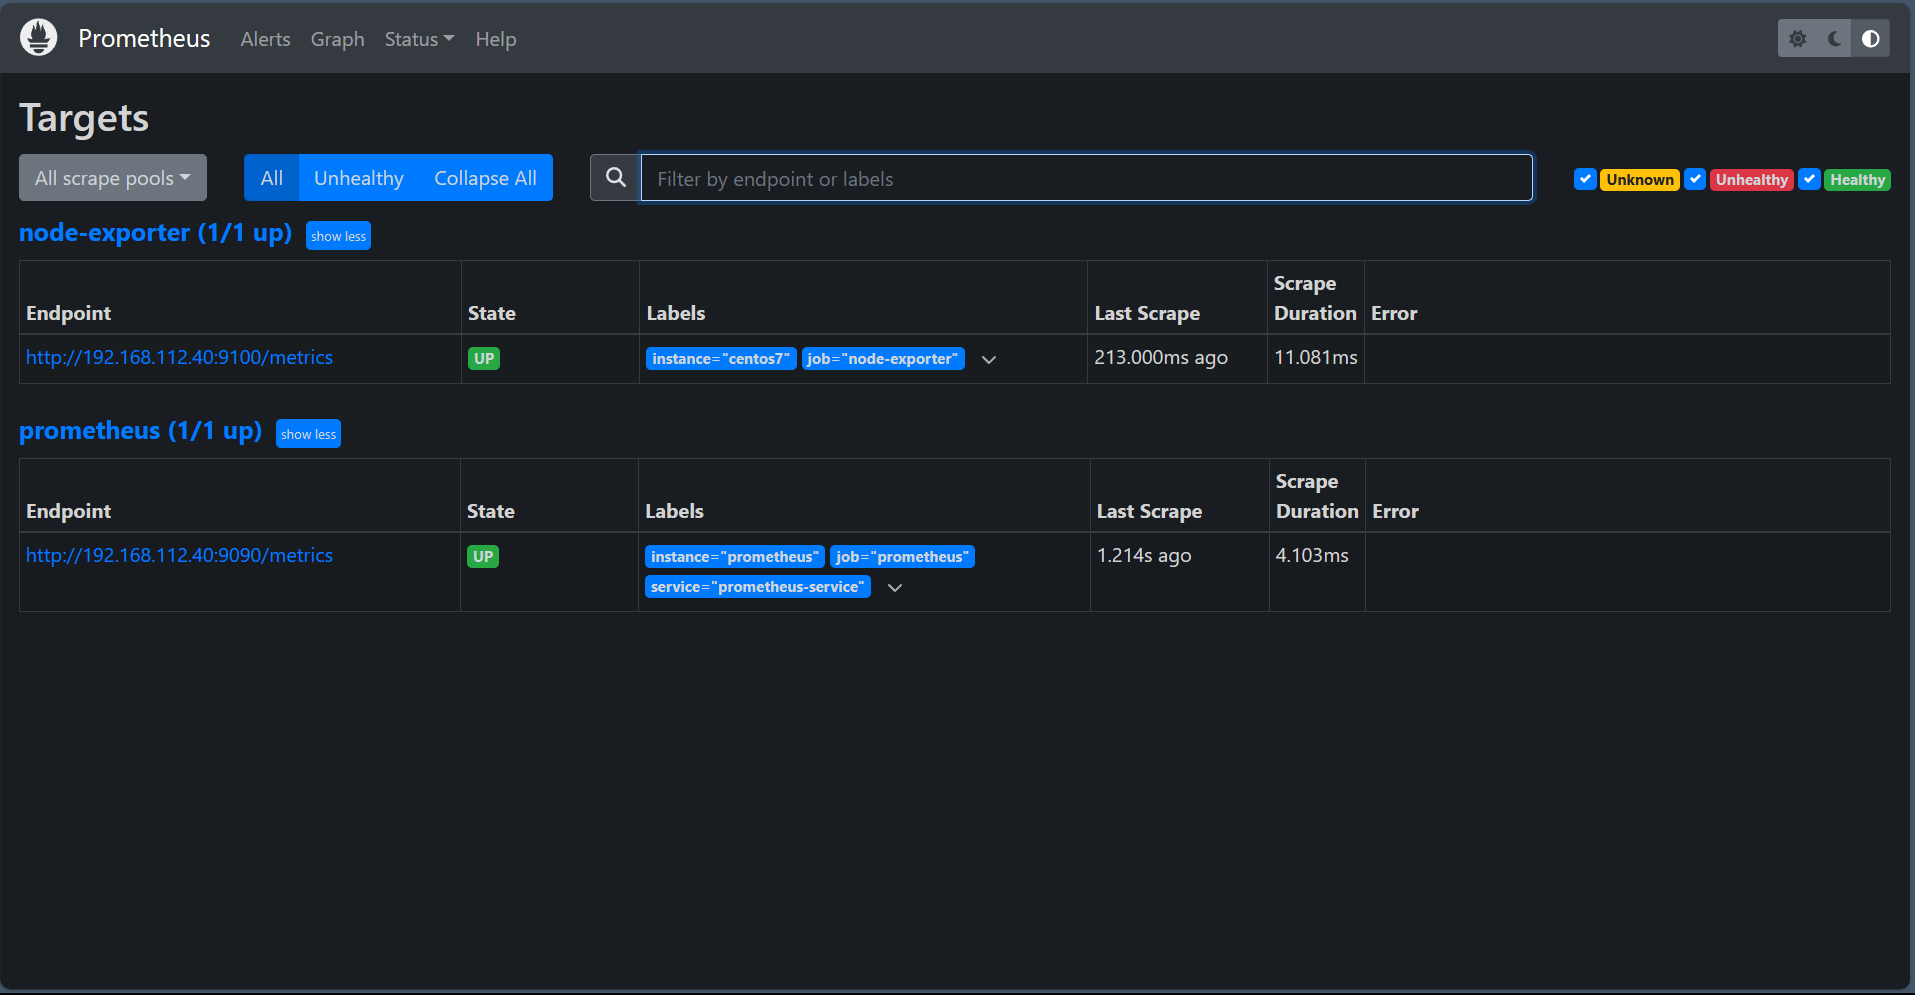 Prometheus Alerts Graph Status Help
Targets
All scrape pools All Unhealthy Collapse All Filter by endpoint or labels Unknown Unhealthy Healthy
node-exporter (1/1 up) show less
Endpoint State Labels Last Scrape Scrape Duration Error
http://192.168.112.40:9100/metrics UP instance="centos7" job="node-exporter" 213.000ms ago 11.081ms
prometheus (1/1 up) show less
Endpoint State Labels Last Scrape Scrape Duration Error
http://192.168.112.40:9090/metrics UP instance="prometheus" job="prometheus" 1.214s ago 4.103ms
service="prometheus-service"